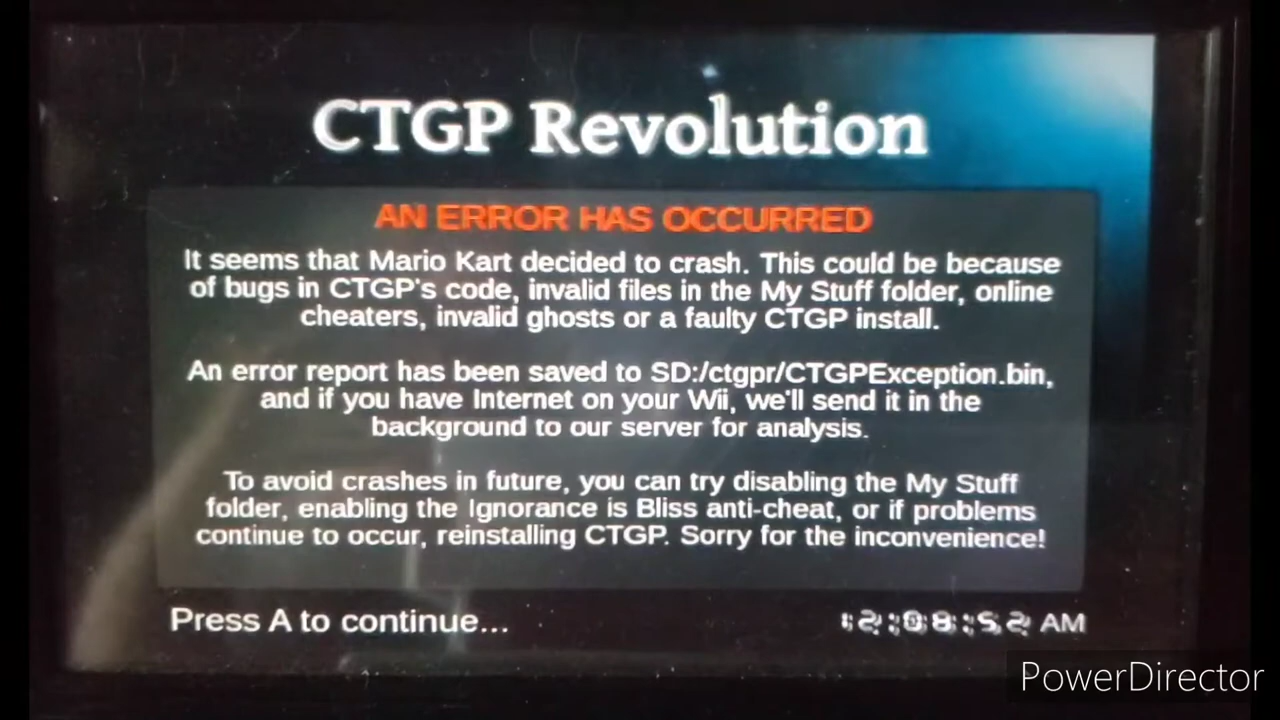 CTGP Revolution
AN ERROR HAS OCCURRED
It seems that Mario Kart decided to crash. This could be because
of bugs in CTGP's code, invalid files in the My Stuff folder, online
cheaters, invalid ghosts or a faulty CTGP install.
An error report has been saved to SD:/ctgpr/CTGPException.bin,
and if you have Internet on your Wii, we'll send it in the
background to our server for analysis.
To avoid crashes in future, you can try disabling the My Stuff
folder, enabling the Ignorance is Bliss anti-cheat, or if problems
continue to occur, reinstalling CTGP. Sorry for the inconvenience!
Press A to continue...
12:08:52 AM
PowerDirector